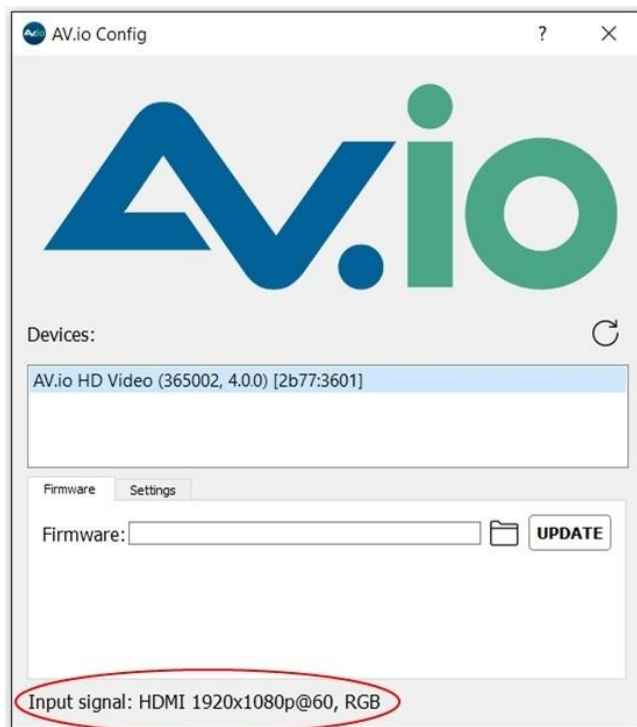 AV.io Config ?
AV.io
Devices:
AV.io HD Video (365002, 4.0.0) [2b77:3601]
Firmware Settings
Firmware: UPDATE
Input signal: HDMI 1920x1080p@60, RGB